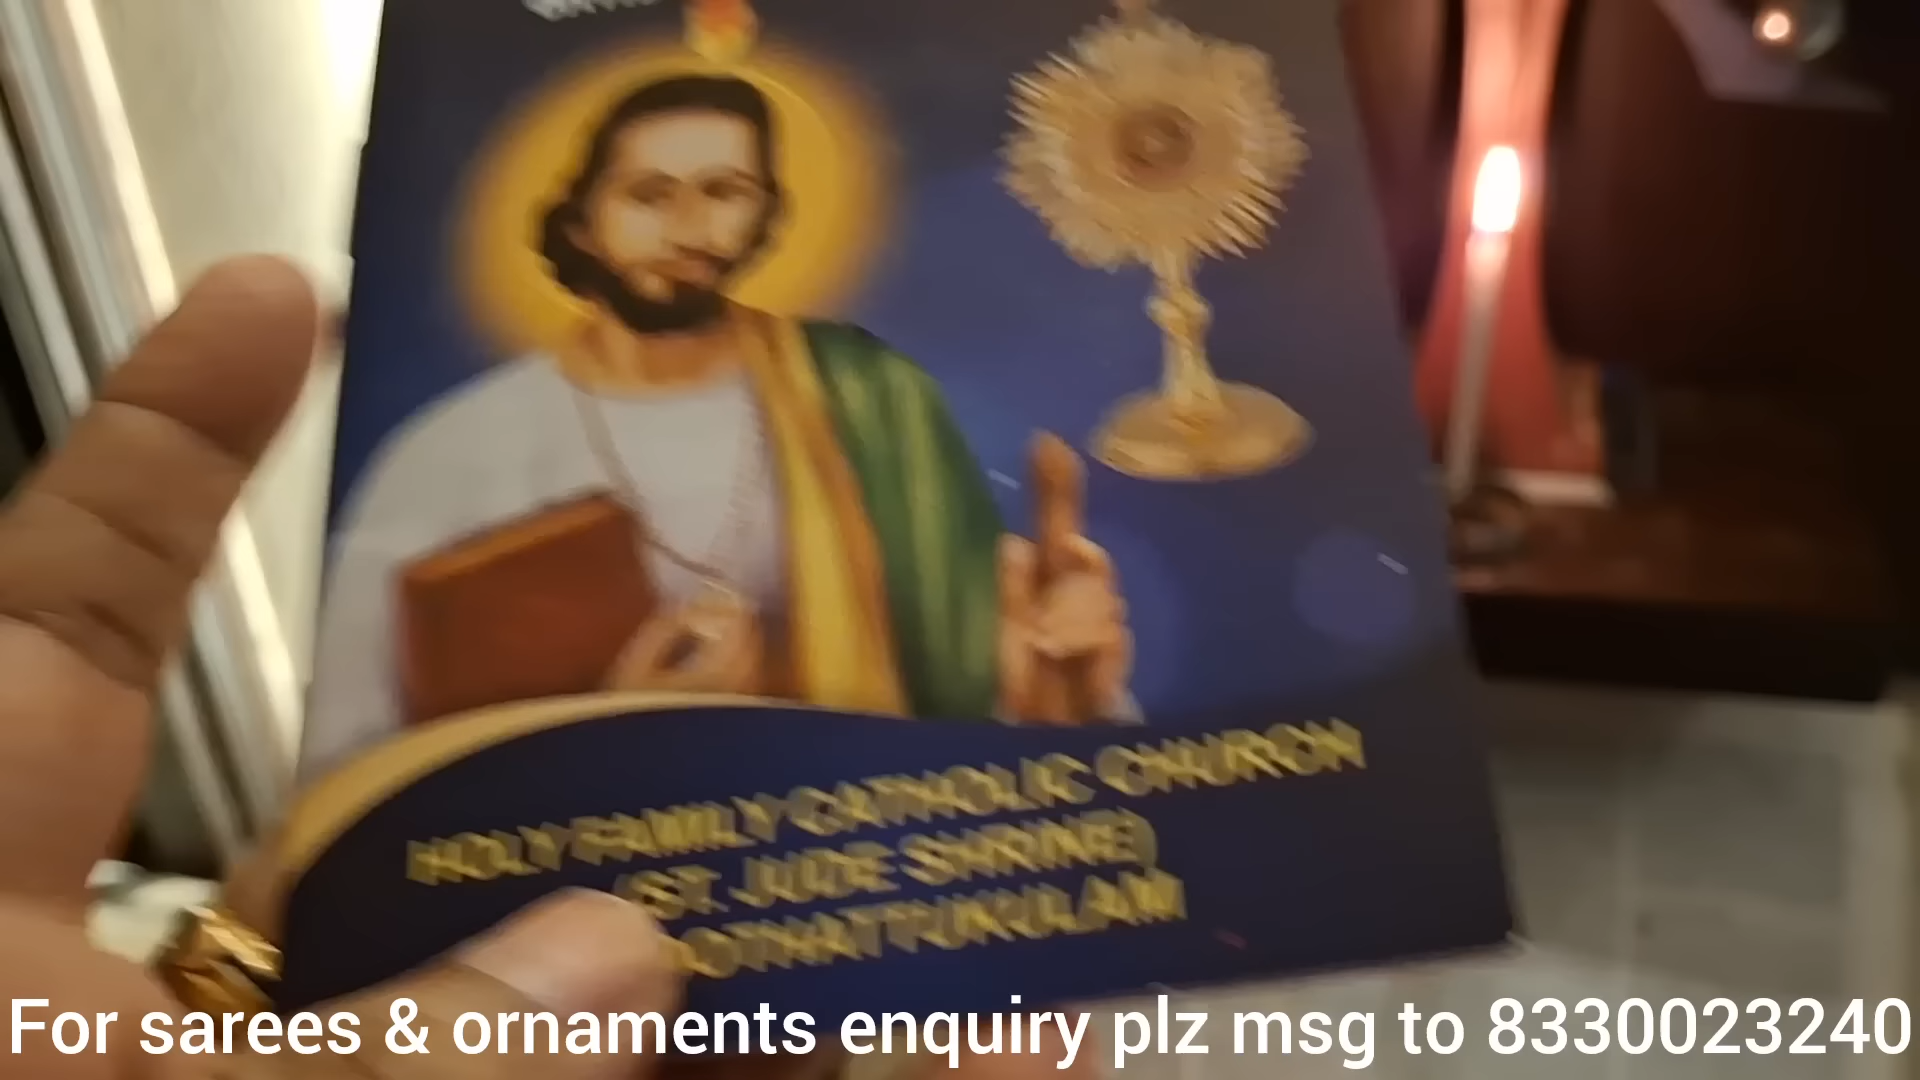 HOLY FAMILY CATHOLIC CHURCH
(ST. JUDE SHRINE)
For sarees & ornaments enquiry plz msg to 8330023240